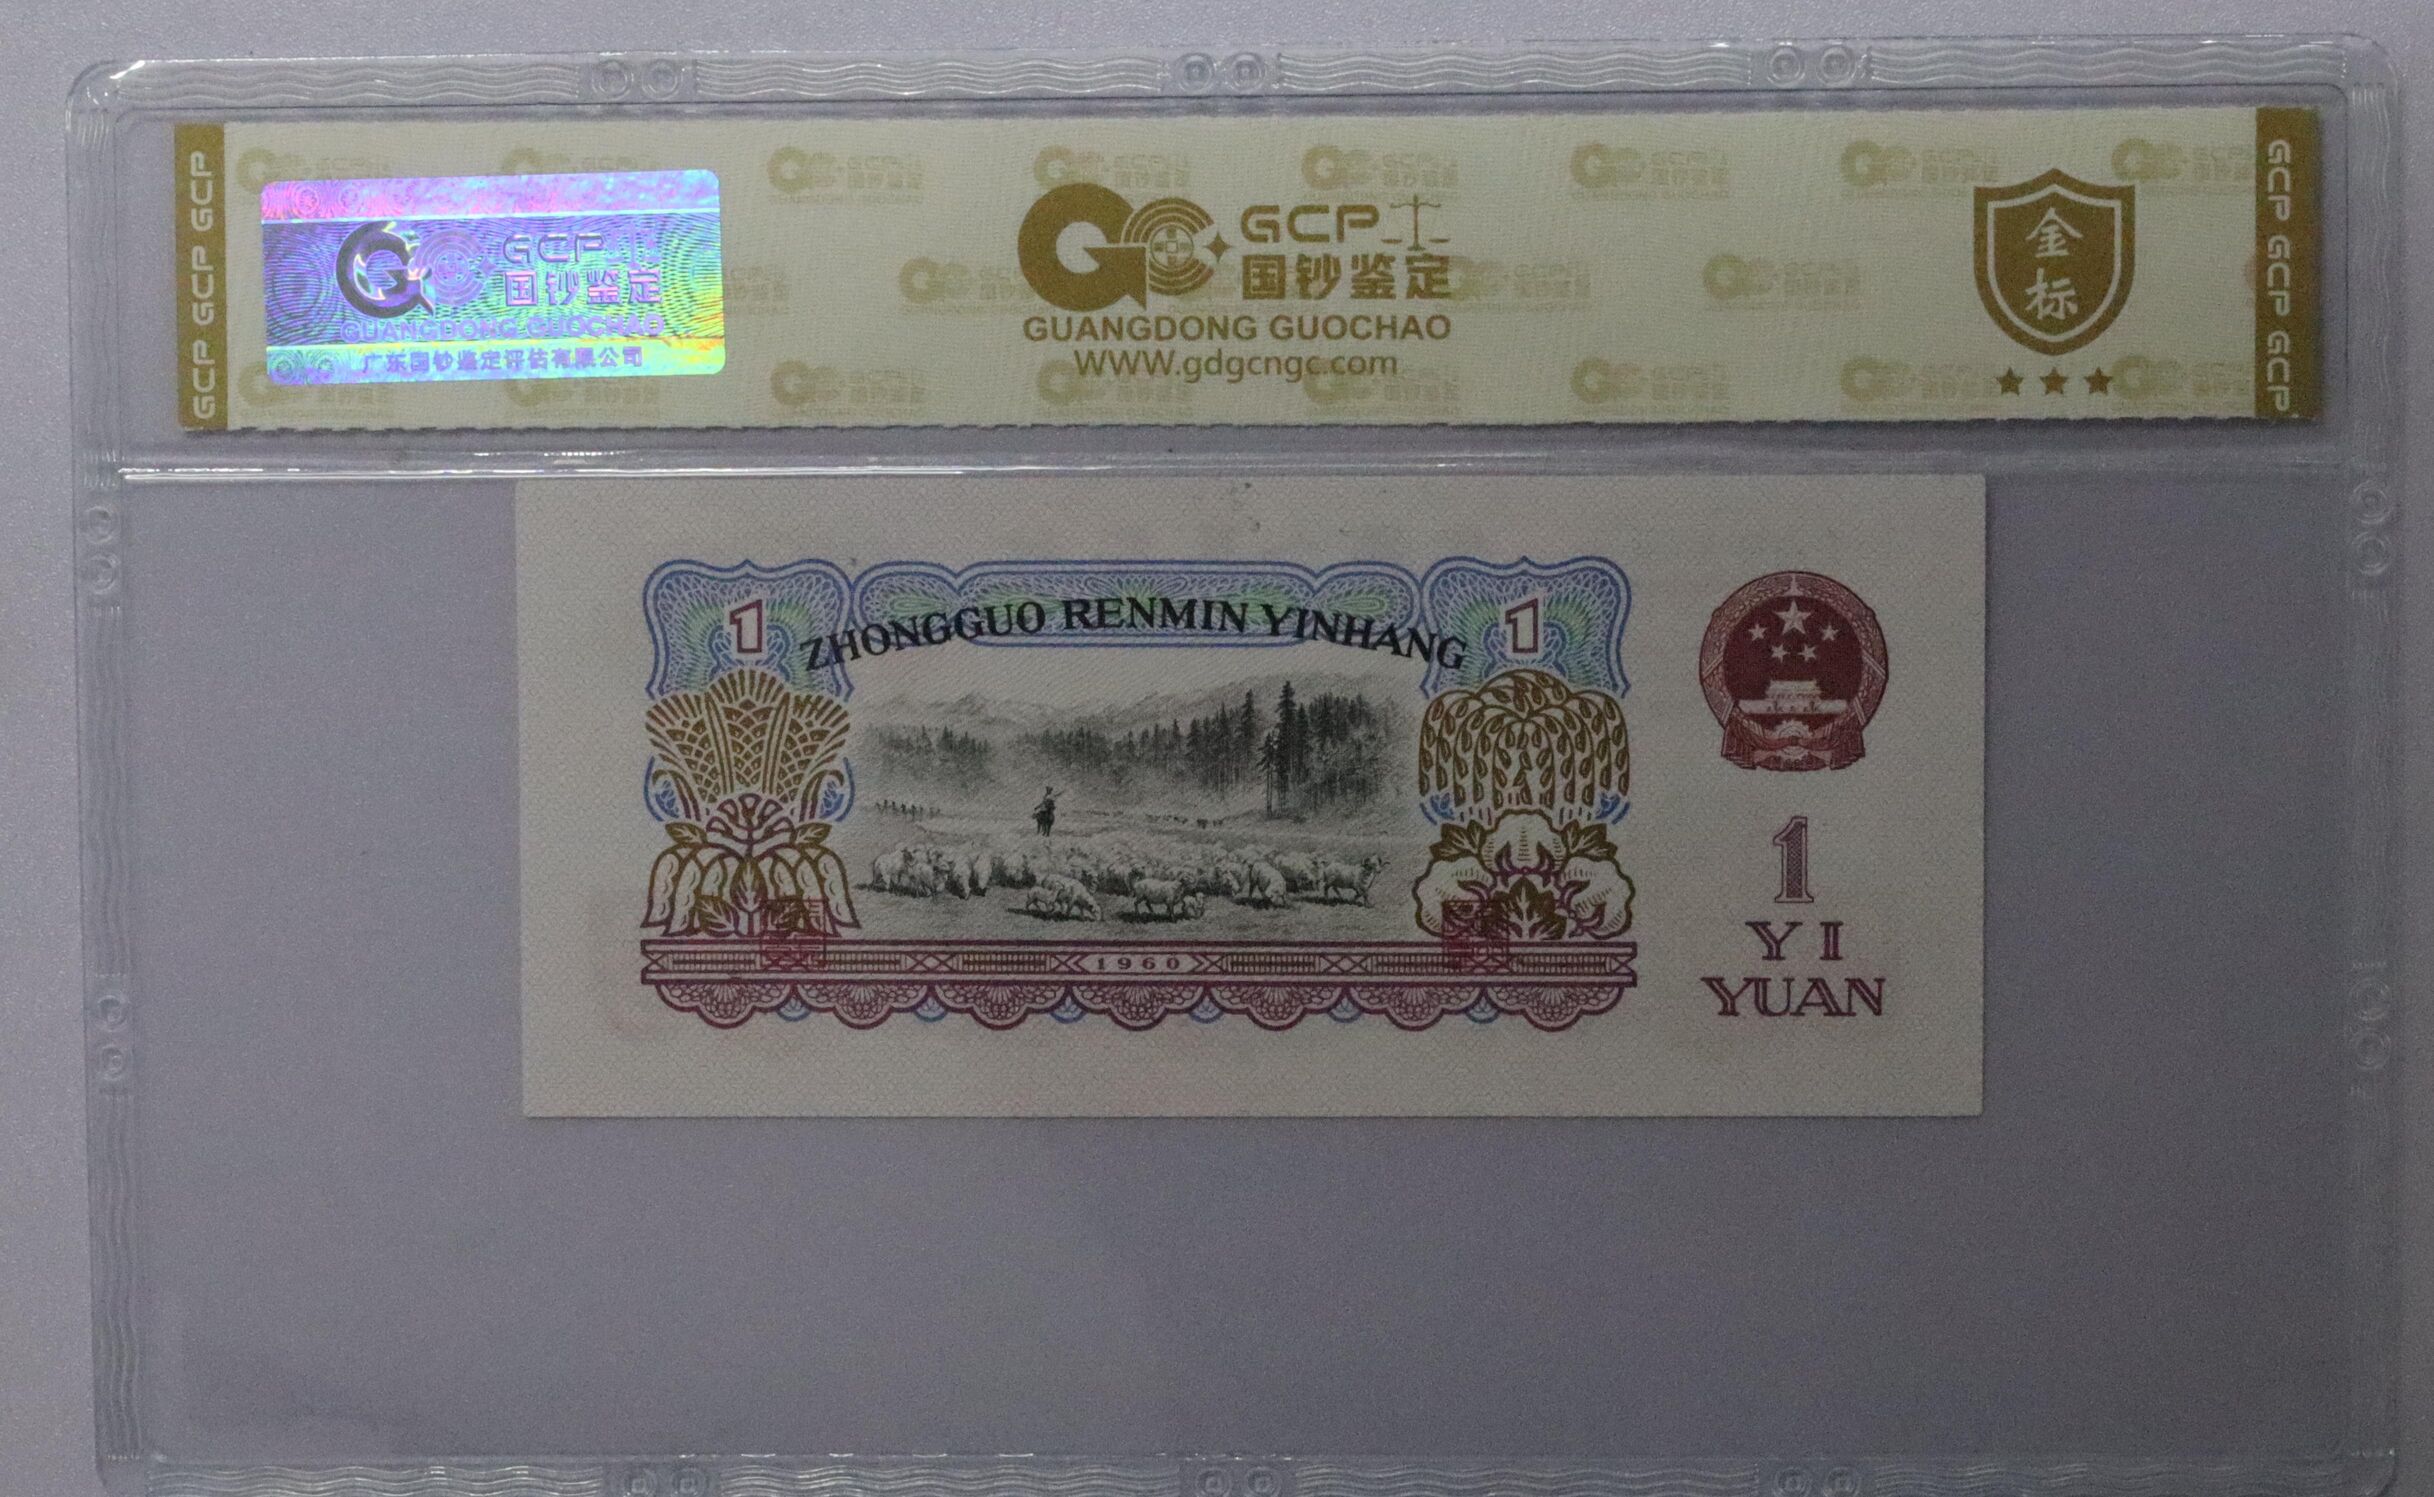 GCP GCP GCP
GCP
国钞鉴定
GUANGDONG GUOCHAO
广东国钞鉴定评估有限公司
GCP
国钞鉴定
GUANGDONG GUOCHAO
WWW.gdgcngc.com
金
标
GCP GCP GCP
1
ZHONGGUO RENMIN YINHANG
1
1960
1
YI
YUAN